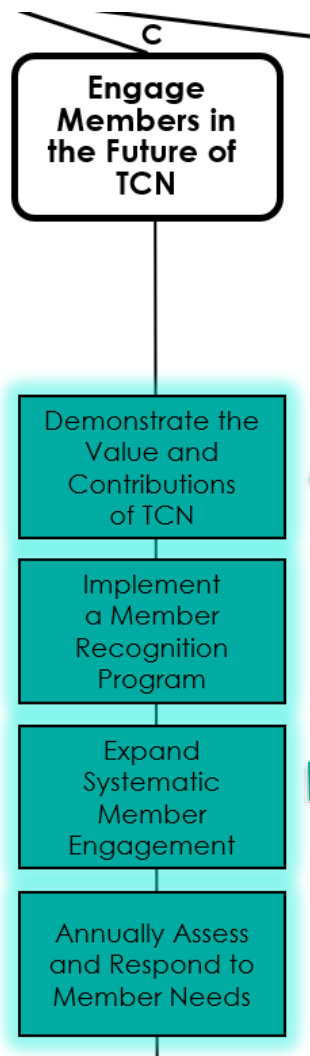 C
Engage
Members in
the Future of
TCN
Demonstrate the
Value and
Contributions
of TCN
Implement
a Member
Recognition
Program
Expand
Systematic
Member
Engagement
Annually Assess
and Respond to
Member Needs